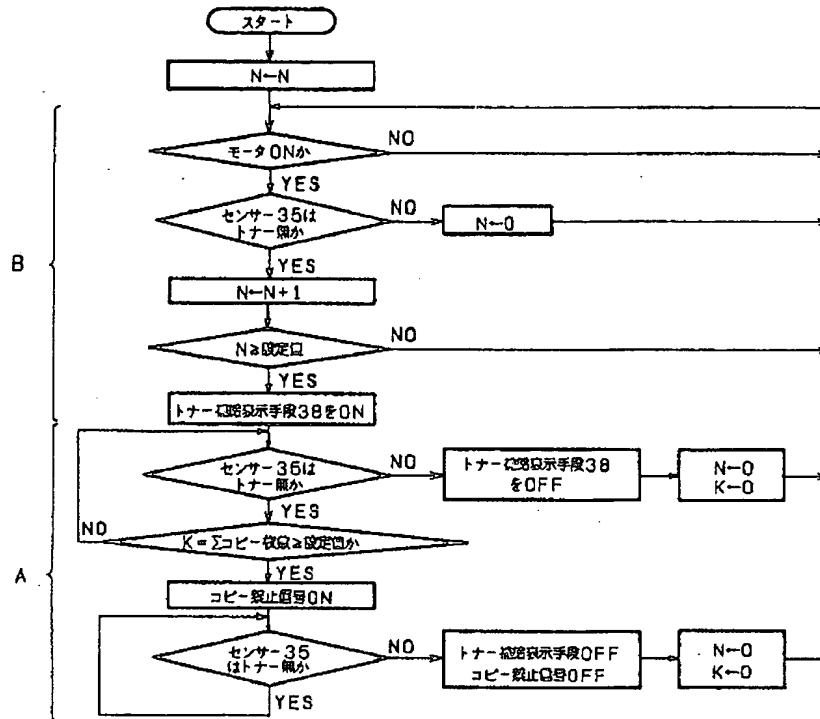 スタート
N←N
モータONか
NO
YES
センサー35は
トナー無か
NO
N←0
YES
B
N←N+1
N≧設定値
NO
YES
トナー補給表示手段38をON
センサー35は
トナー無か
NO
トナー補給表示手段38
をOFF
N←0
K←0
YES
NO
K=Σコピー枚数≧設定値か
YES
A
コピー禁止信号ON
センサー35
はトナー無か
NO
トナー補給表示手段OFF
コピー禁止信号OFF
N←0
K←0
YES